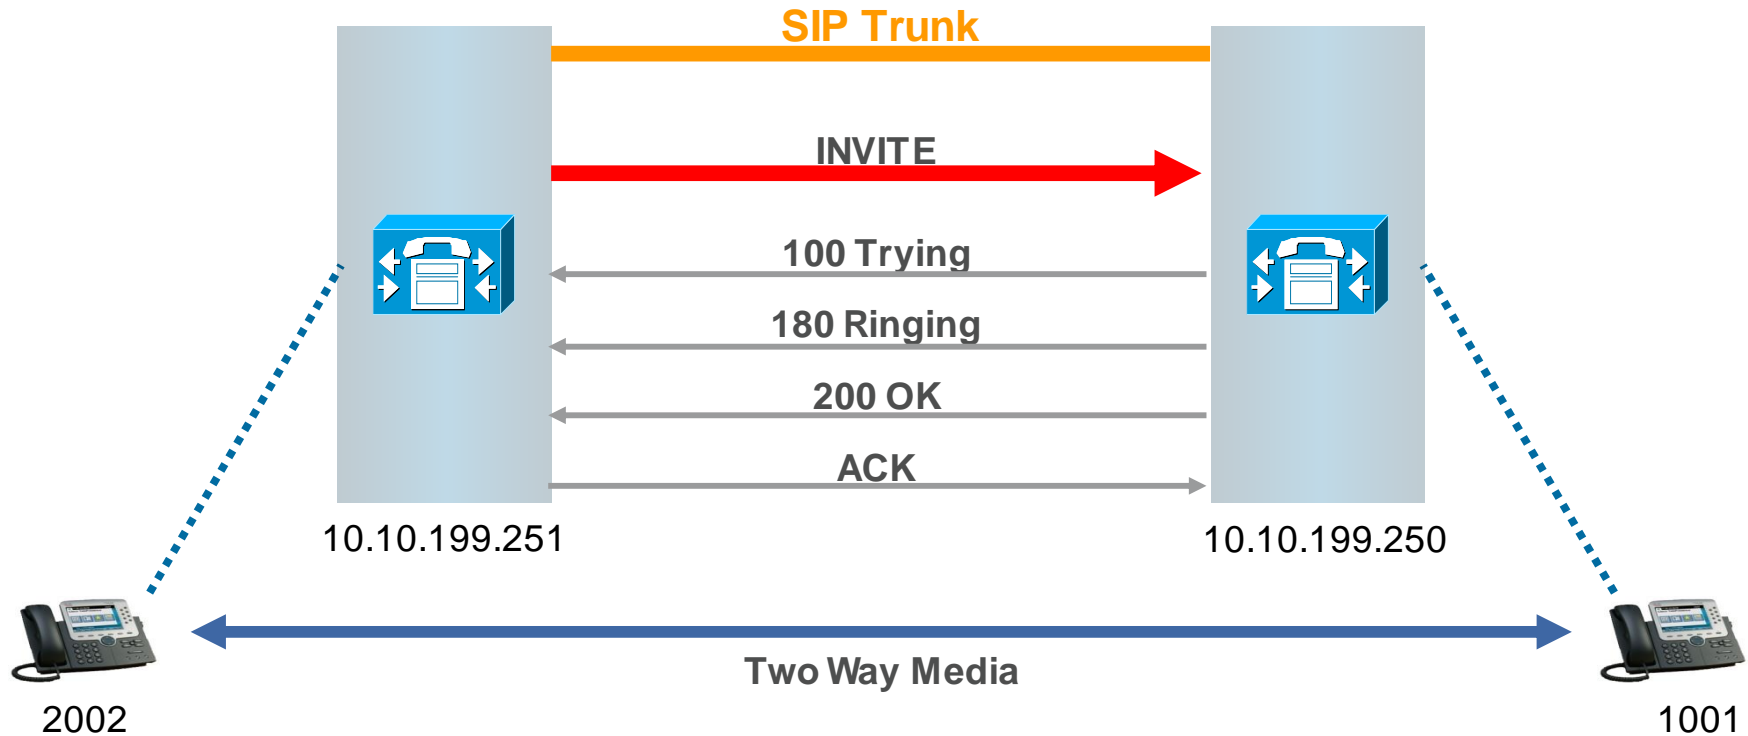 SIP Trunk
INVITE
100 Trying
180 Ringing
200 OK
ACK
10.10.199.251
10.10.199.250
Two Way Media
2002
1001